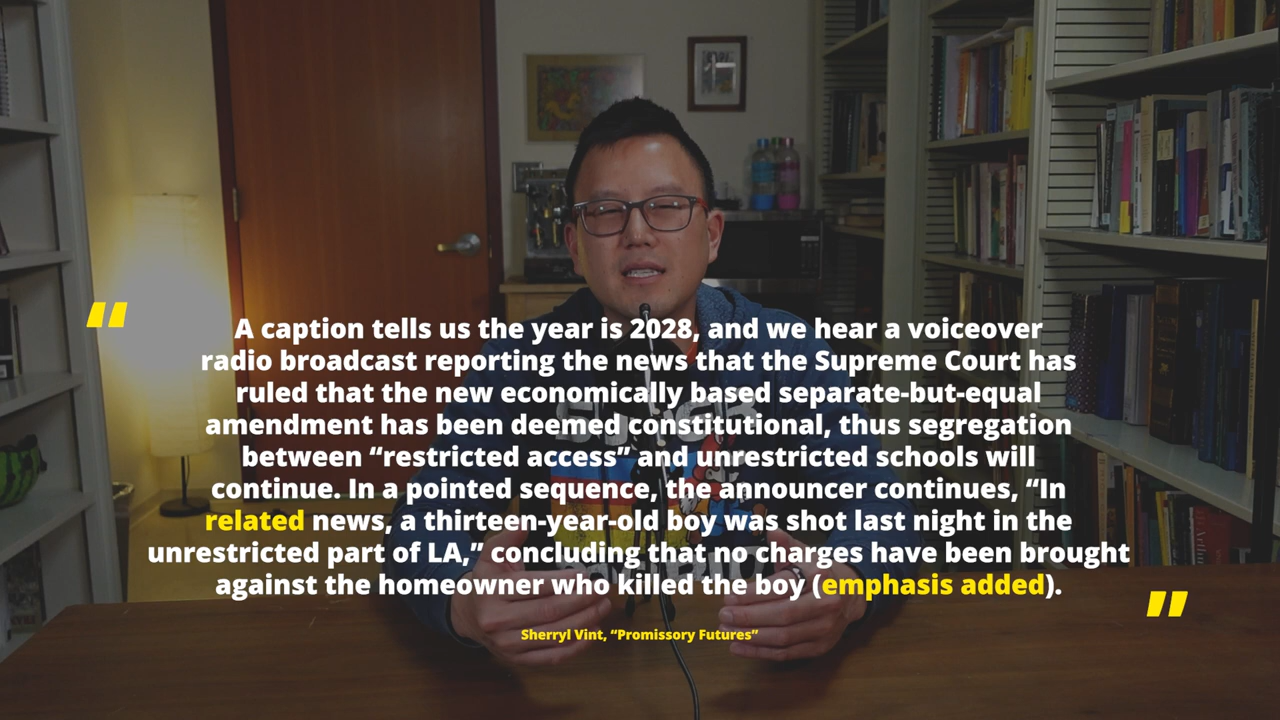 “
A caption tells us the year is 2028, and we hear a voiceover
radio broadcast reporting the news that the Supreme Court has
ruled that the new economically based separate-but-equal
amendment has been deemed constitutional, thus segregation
between “restricted access” and unrestricted schools will
continue. In a pointed sequence, the announcer continues, “In
related news, a thirteen-year-old boy was shot last night in the
unrestricted part of LA,” concluding that no charges have been brought
against the homeowner who killed the boy (emphasis added).
”
Sherryl Vint, “Promissory Futures”